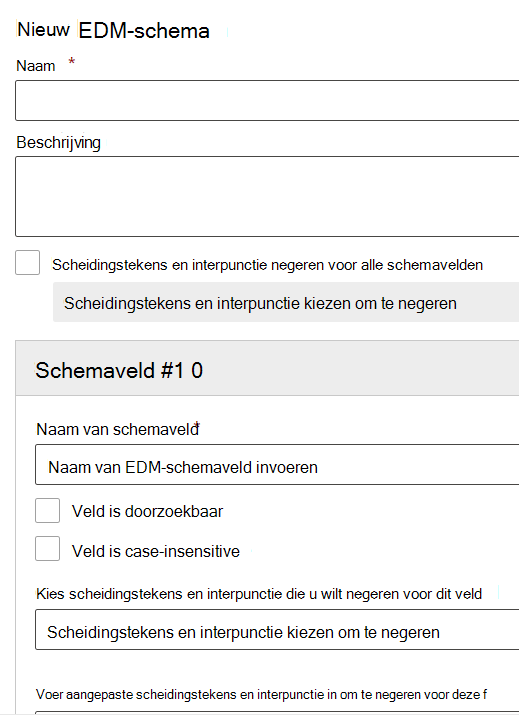 Nieuw EDM-schema
Naam *
Beschrijving
Scheidingstekens en interpunctie negeren voor alle schemavelden
Scheidingstekens en interpunctie kiezen om te negeren
Schemaveld #1 0
Naam van schemaveld*
Naam van EDM-schemaveld invoeren
Veld is doorzoekbaar
Veld is case-insensitive
Kies scheidingstekens en interpunctie die u wilt negeren voor dit veld
Scheidingstekens en interpunctie kiezen om te negeren
Voer aangepaste scheidingstekens en interpunctie in om te negeren voor deze f